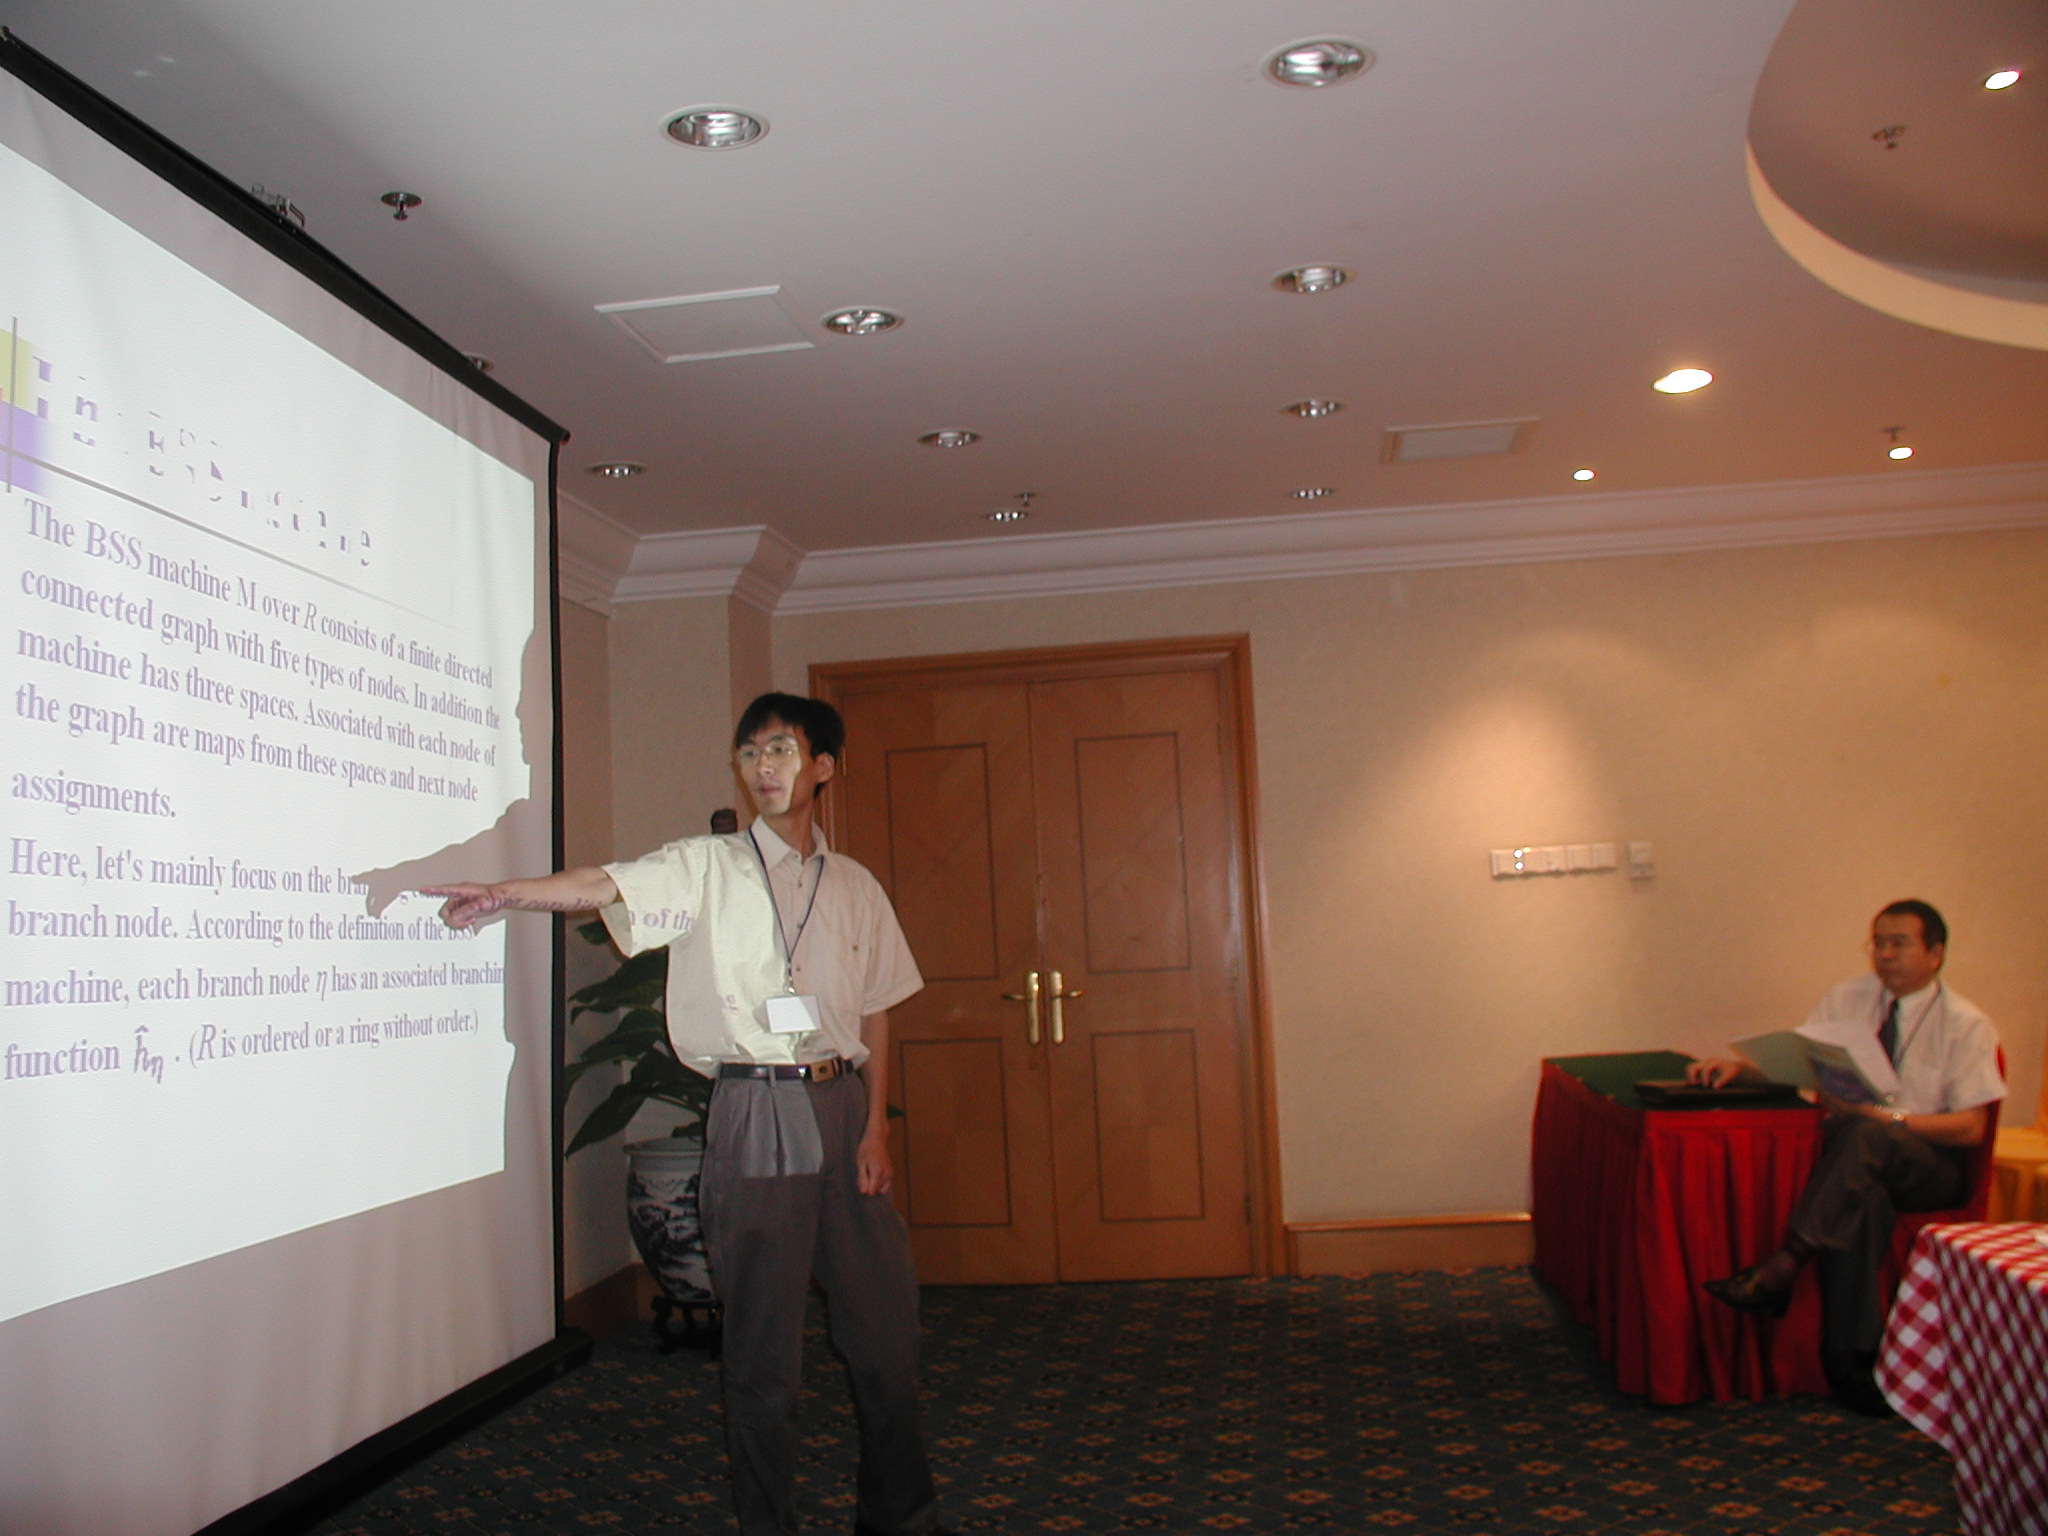 The BSS machine M over R consists of a finite directed
connected graph with five types of nodes. In addition the
machine has three spaces. Associated with each node of
the graph are maps from these spaces and next node
assignments.
Here, let's mainly focus on the
branch node. According to the definition of the BSS
machine, each branch node η has an associated branchin
function ĥη . (R is ordered or a ring without order.)